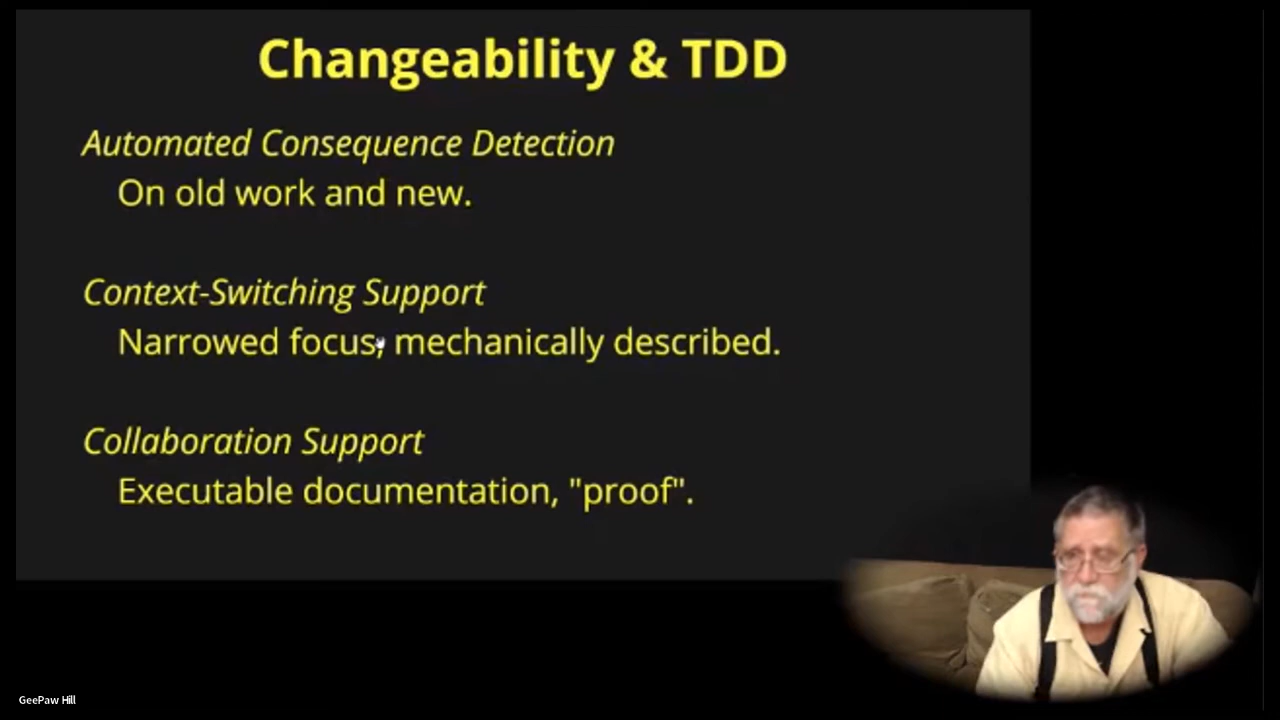 Changeability & TDD
Automated Consequence Detection
On old work and new.
Context-Switching Support
Narrowed focus, mechanically described.
Collaboration Support
Executable documentation, "proof".
GeePaw Hill